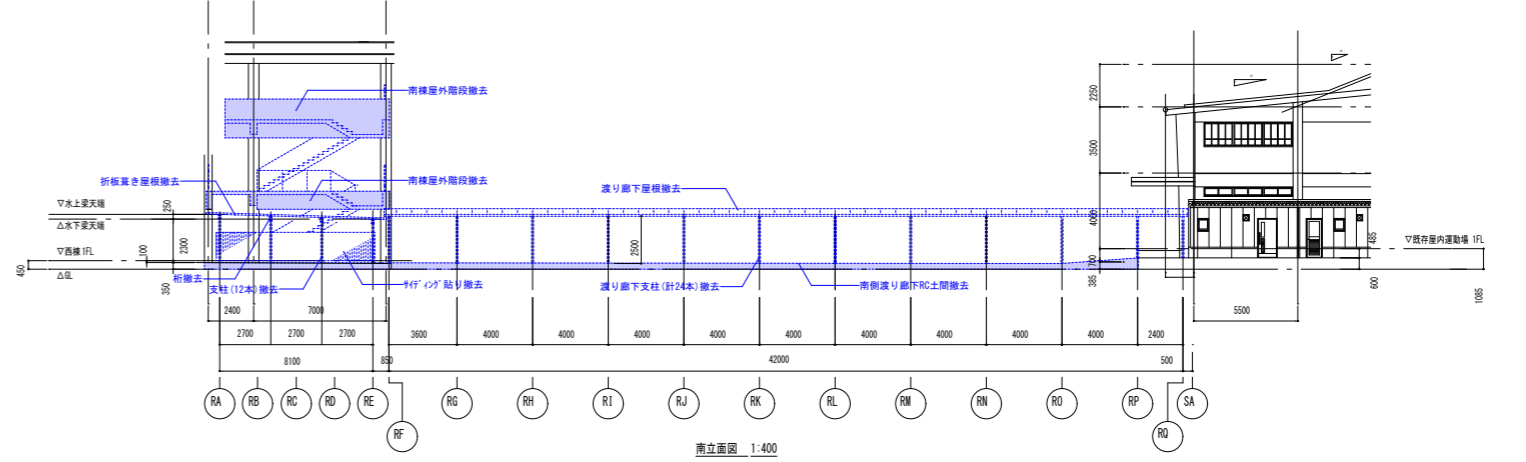 南棟屋外階段撤去
折板葺き屋根撤去
南棟屋外階段撤去
渡り廊下屋根撤去
▽水上梁天端
△水下梁天端
▽西棟1FL
△GL
450
250
100
2300
350
桁撤去
支柱(12本)撤去
ｻｲﾃﾞｨﾝｸﾞ貼り撤去
2500
渡り廊下支柱(計24本)撤去
南側渡り廊下RC土間撤去
2250
3500
4000
700
385
485
▽既存屋内運動場 1FL
600
1085
2400 7000
5500
2700 2700 2700
3600 4000 4000 4000 4000 4000 4000 4000 4000 4000 2400
8100 850 42000 500
RA RB RC RD RE RG RH RI RJ RK RL RM RN RO RP SA
RF RQ
南立面図 1:400